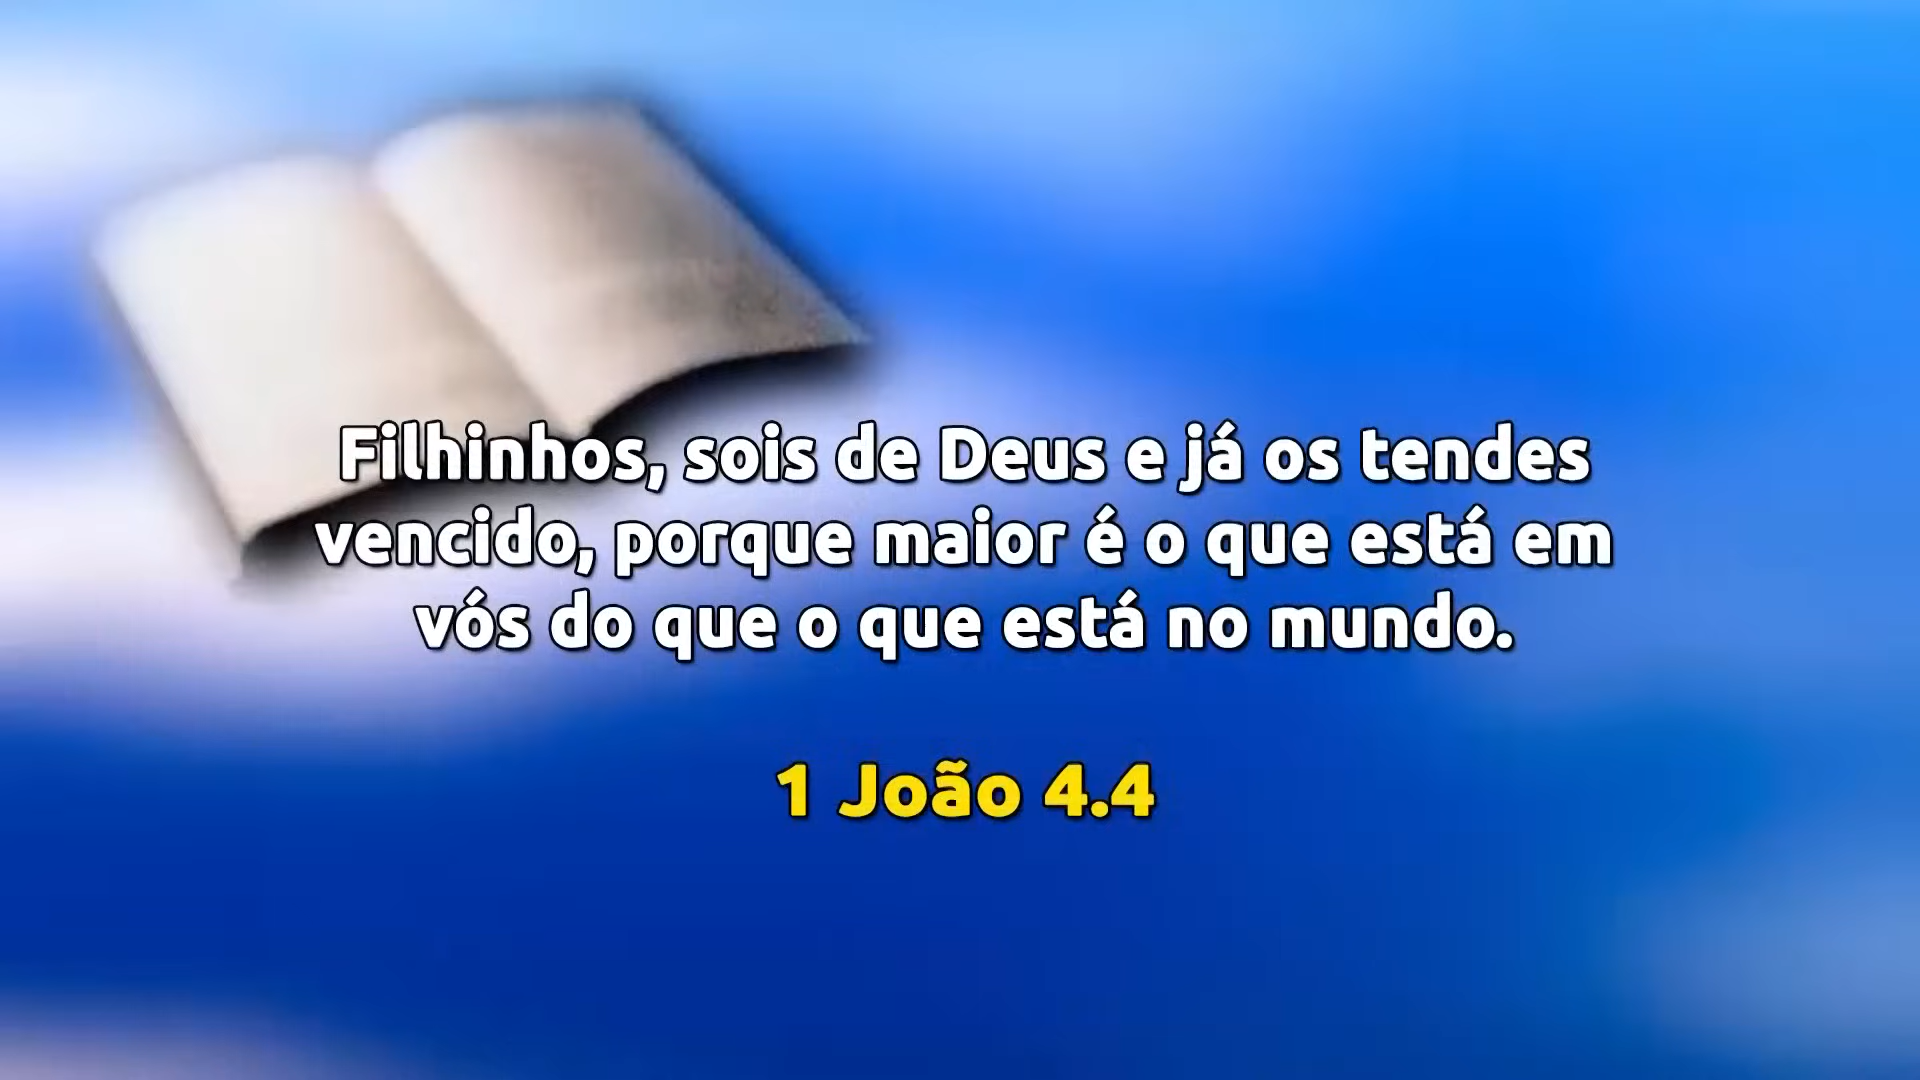 Filhinhos, sois de Deus e já os tendes
vencido, porque maior é o que está em
vós do que o que está no mundo.
1 João 4.4